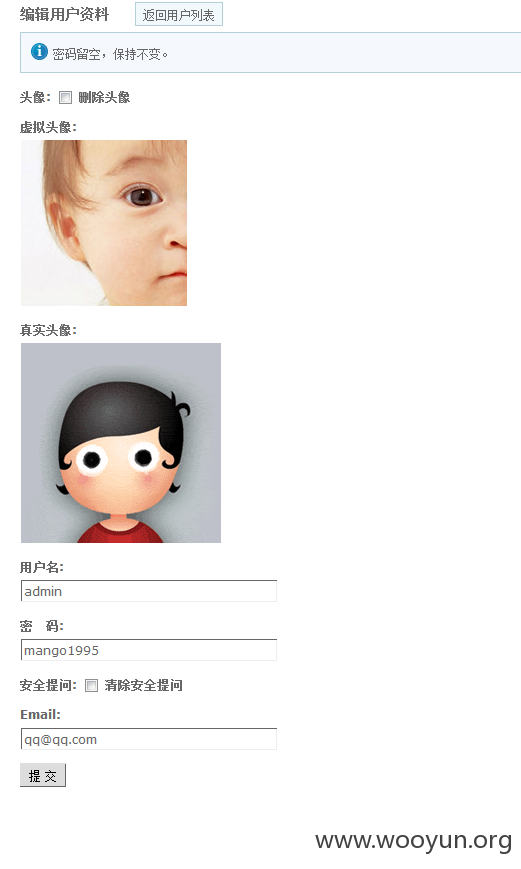 编辑用户资料 返回用户列表
密码留空，保持不变。
头像： 删除头像
虚拟头像：
真实头像：
用户名：
admin
密　码：
mango1995
安全提问： 清除安全提问
Email:
qq@qq.com
提 交
www.wooyun.org